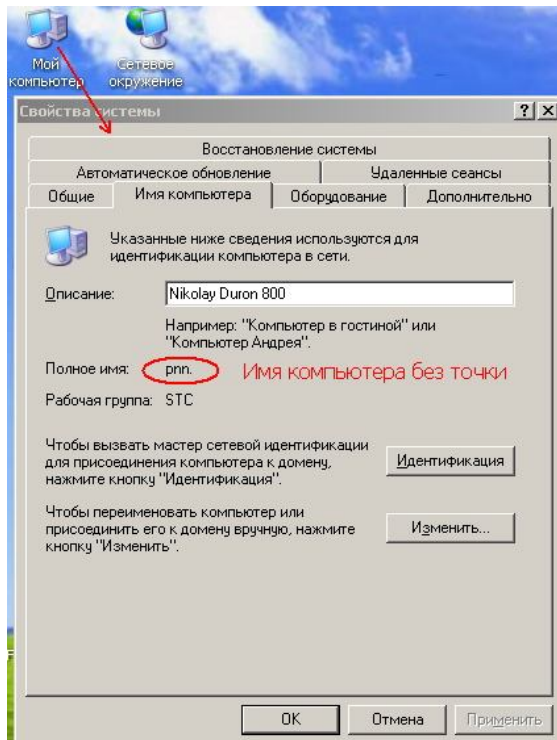 Мой
компьютер
Сетевое
окружение
Свойства системы
Восстановление системы
Автоматическое обновление
Удаленные сеансы
Общие
Имя компьютера
Оборудование
Дополнительно
Указанные ниже сведения используются для
идентификации компьютера в сети.
Описание:
Nikolay Duron 800
Например: "Компьютер в гостиной" или
"Компьютер Андрея".
Полное имя:
pnn.
Имя компьютера без точки
Рабочая группа:
STC
Чтобы вызвать мастер сетевой идентификации
для присоединения компьютера к домену,
нажмите кнопку "Идентификация".
Идентификация
Чтобы переименовать компьютер или
присоединить его к домену вручную, нажмите
кнопку "Изменить".
Изменить...
OK
Отмена
Применить